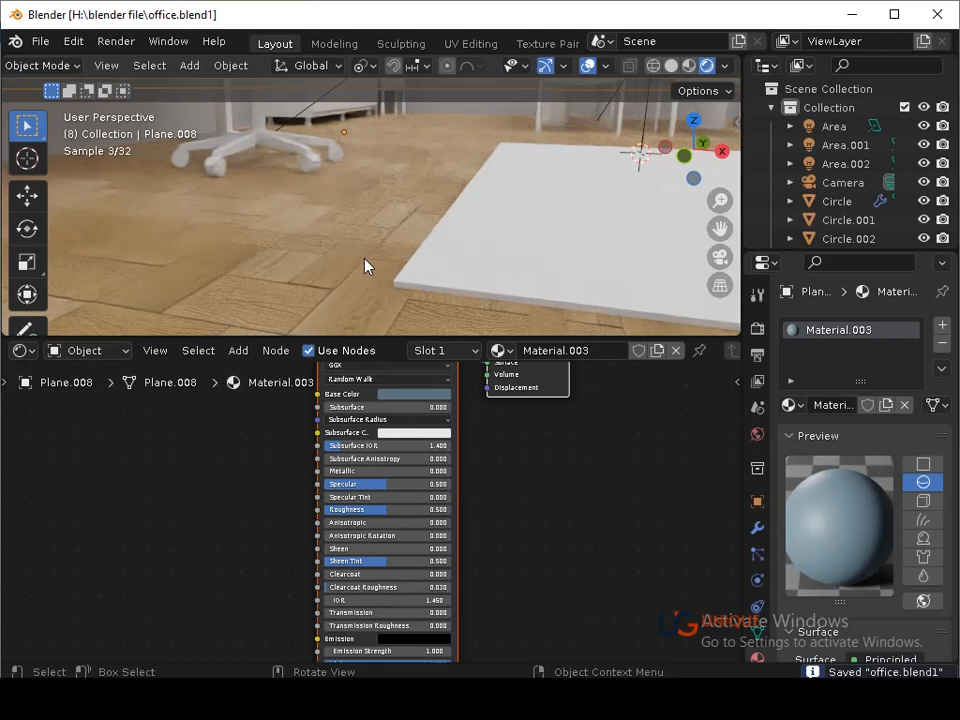 Blender [H:\blender file\office.blend1]
File Edit Render Window Help
Layout Modeling Sculpting UV Editing Texture Pair
Scene
ViewLayer
Object Mode View Select Add Object
Global
Options
User Perspective
(8) Collection | Plane.008
Sample 3/32
Z
Y
X
Scene Collection
Collection
Area
Area.001
Area.002
Camera
Circle
Circle.001
Circle.002
Object View Select Add Node Use Nodes Slot 1 Material.003
Plane.008 Plane.008 Material.003
GGX
Random Walk
Base Color
Subsurface 0.000
Subsurface Radius
Subsurface C.
Subsurface IOR 1.400
Subsurface Anisotropy 0.000
Metallic 0.000
Specular 0.500
Specular Tint 0.000
Roughness 0.500
Anisotropic 0.000
Anisotropic Rotation 0.000
Sheen 0.000
Sheen Tint 0.500
Clearcoat 0.000
Clearcoat Roughness 0.030
IOR 1.450
Transmission 0.000
Transmission Roughness 0.000
Emission
Emission Strength 1.000
Surface
Volume
Displacement
Plan...
Materi...
Material.003
Materi...
Preview
Surface
Surface Principled
Activate Windows
Go to Settings to activate Windows.
Select Box Select Rotate View Object Context Menu
Saved "office.blend1"